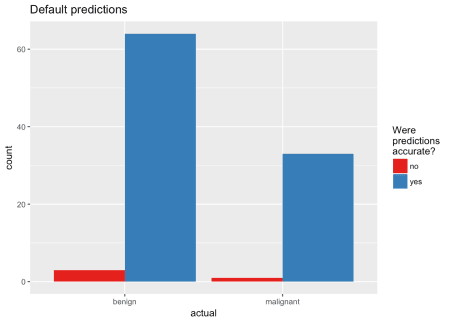 Default predictions
60
40
20
0
count
benign
malignant
actual
Were
predictions
accurate?
no
yes